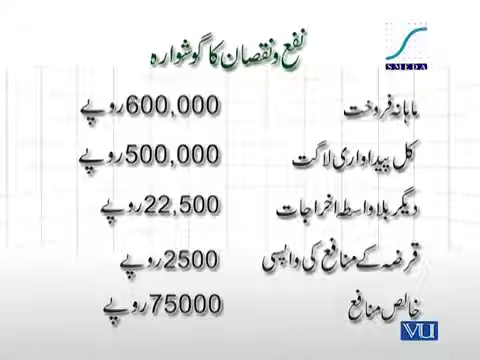 نفع و نقصان کا گوشوارہ
SMEDA
ماہانہ فروخت 600,000 روپے
کل پیداواری لاگت 500,000 روپے
دیگر بلاواسطہ اخراجات 22,500 روپے
قرضہ کے منافع کی واپسی 2500 روپے
خالص منافع 75000 روپے
VU